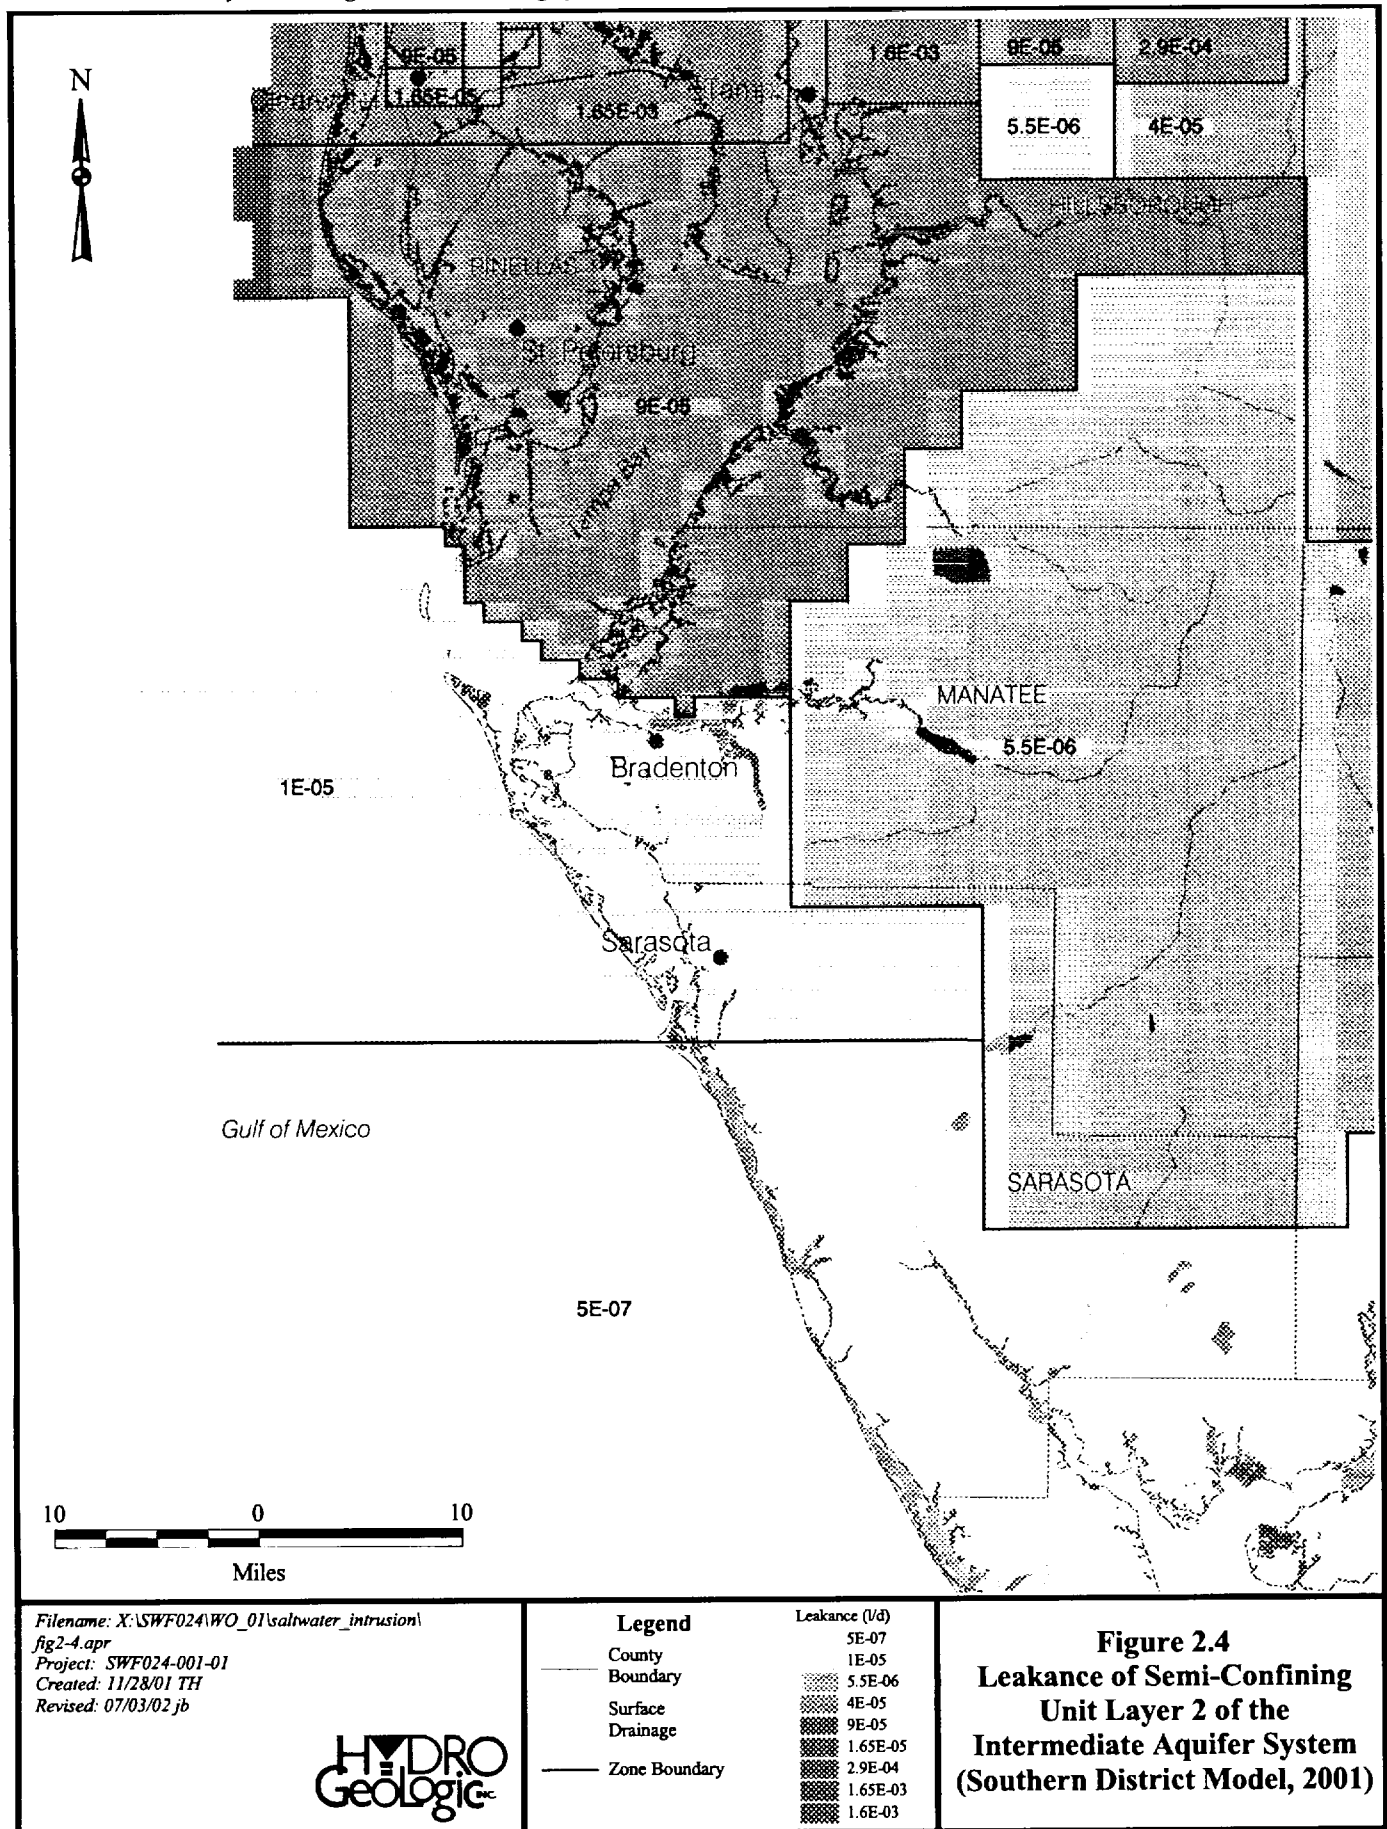 N
9E-05
1.65E-05
1.65E-03
1.6E-03
9E-05
2.9E-04
5.5E-06
4E-05
HILLSBOROUGH
PINELLAS
St. Petersburg
9E-05
Tampa Bay
MANATEE
5.5E-06
Bradenton
1E-05
Sarasota
Gulf of Mexico
SARASOTA
5E-07
10 0 10
Miles
Filename: X:\SWF024\WO_01\saltwater_intrusion\
fig2-4.apr
Project: SWF024-001-01
Created: 11/28/01 TH
Revised: 07/03/02 jb
HYDRO
GeoLogic INC.
Legend
County
Boundary
Surface
Drainage
Zone Boundary
Leakance (1/d)
5E-07
1E-05
5.5E-06
4E-05
9E-05
1.65E-05
2.9E-04
1.65E-03
1.6E-03
Figure 2.4
Leakance of Semi-Confining
Unit Layer 2 of the
Intermediate Aquifer System
(Southern District Model, 2001)